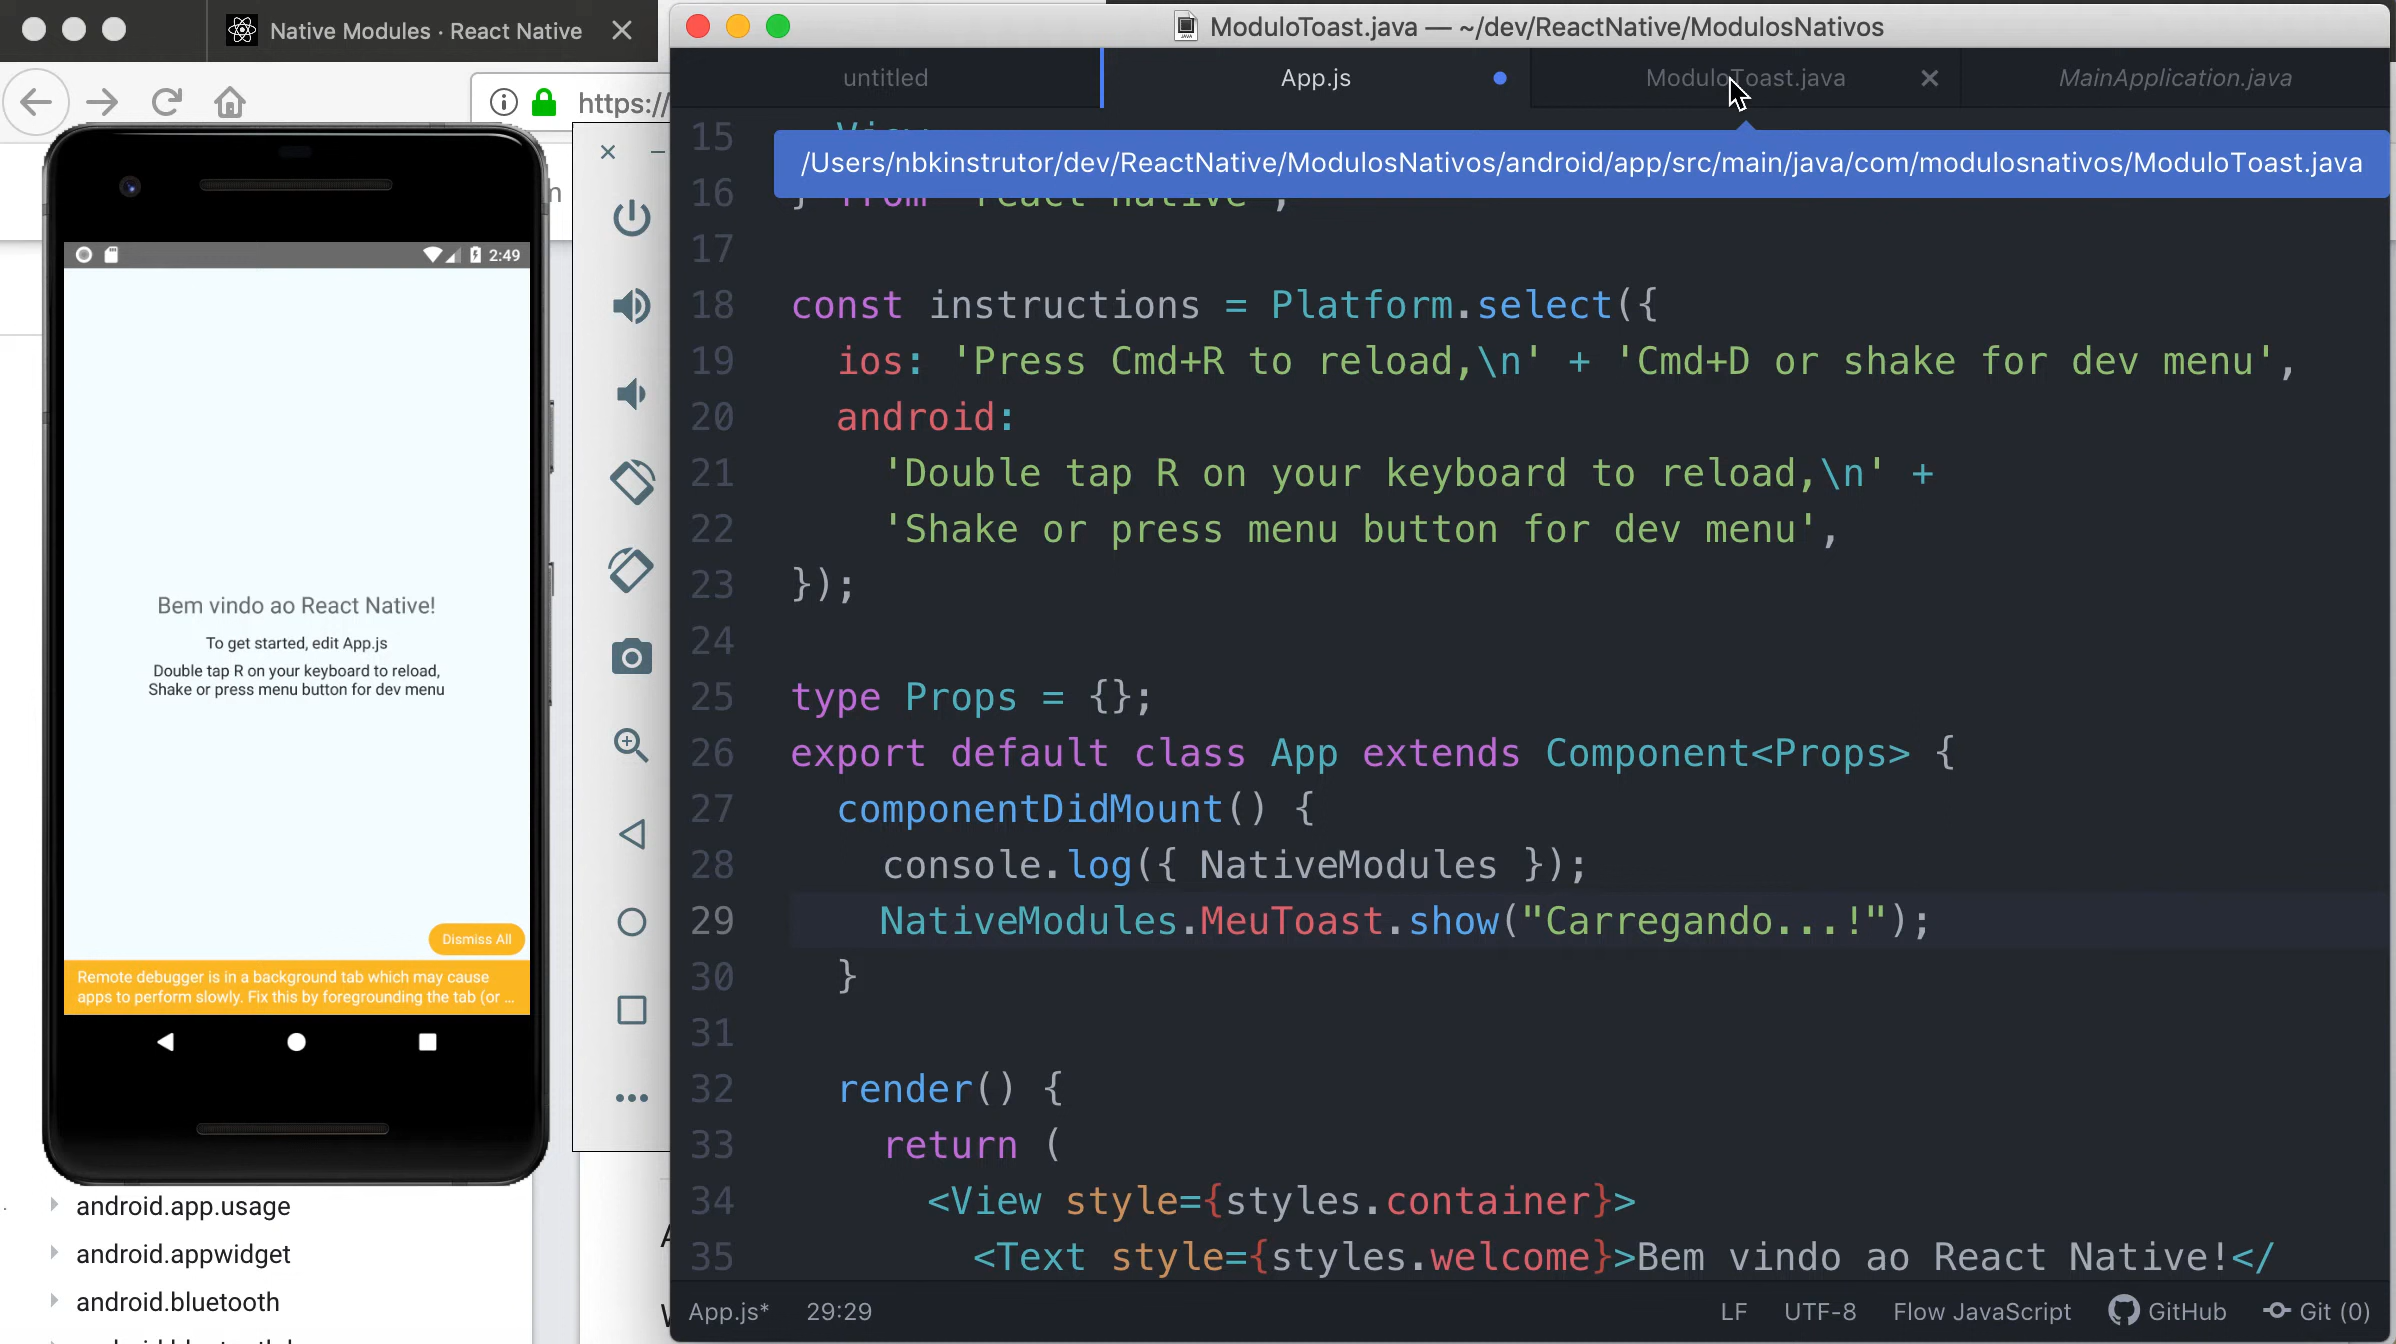 Native Modules · React Native
https://
2:49
Bem vindo ao React Native!
To get started, edit App.js
Double tap R on your keyboard to reload,
Shake or press menu button for dev menu
Dismiss All
Remote debugger is in a background tab which may cause
apps to perform slowly. Fix this by foregrounding the tab (or ...
android.app.usage
android.appwidget
android.bluetooth
ModuloToast.java — ~/dev/ReactNative/ModulosNativos
untitled
App.js
ModuloToast.java
MainApplication.java
/Users/nbkinstrutor/dev/ReactNative/ModulosNativos/android/app/src/main/java/com/modulosnativos/ModuloToast.java
15 View
16 } from 'react-native';
17
18 const instructions = Platform.select({
19 ios: 'Press Cmd+R to reload,\n' + 'Cmd+D or shake for dev menu',
20 android:
21 'Double tap R on your keyboard to reload,\n' +
22 'Shake or press menu button for dev menu',
23 });
24
25 type Props = {};
26 export default class App extends Component<Props> {
27 componentDidMount() {
28 console.log({ NativeModules });
29 NativeModules.MeuToast.show("Carregando...!");
30 }
31
32 render() {
33 return (
34 <View style={styles.container}>
35 <Text style={styles.welcome}>Bem vindo ao React Native!</
App.js* 29:29
LF UTF-8 Flow JavaScript GitHub Git (0)